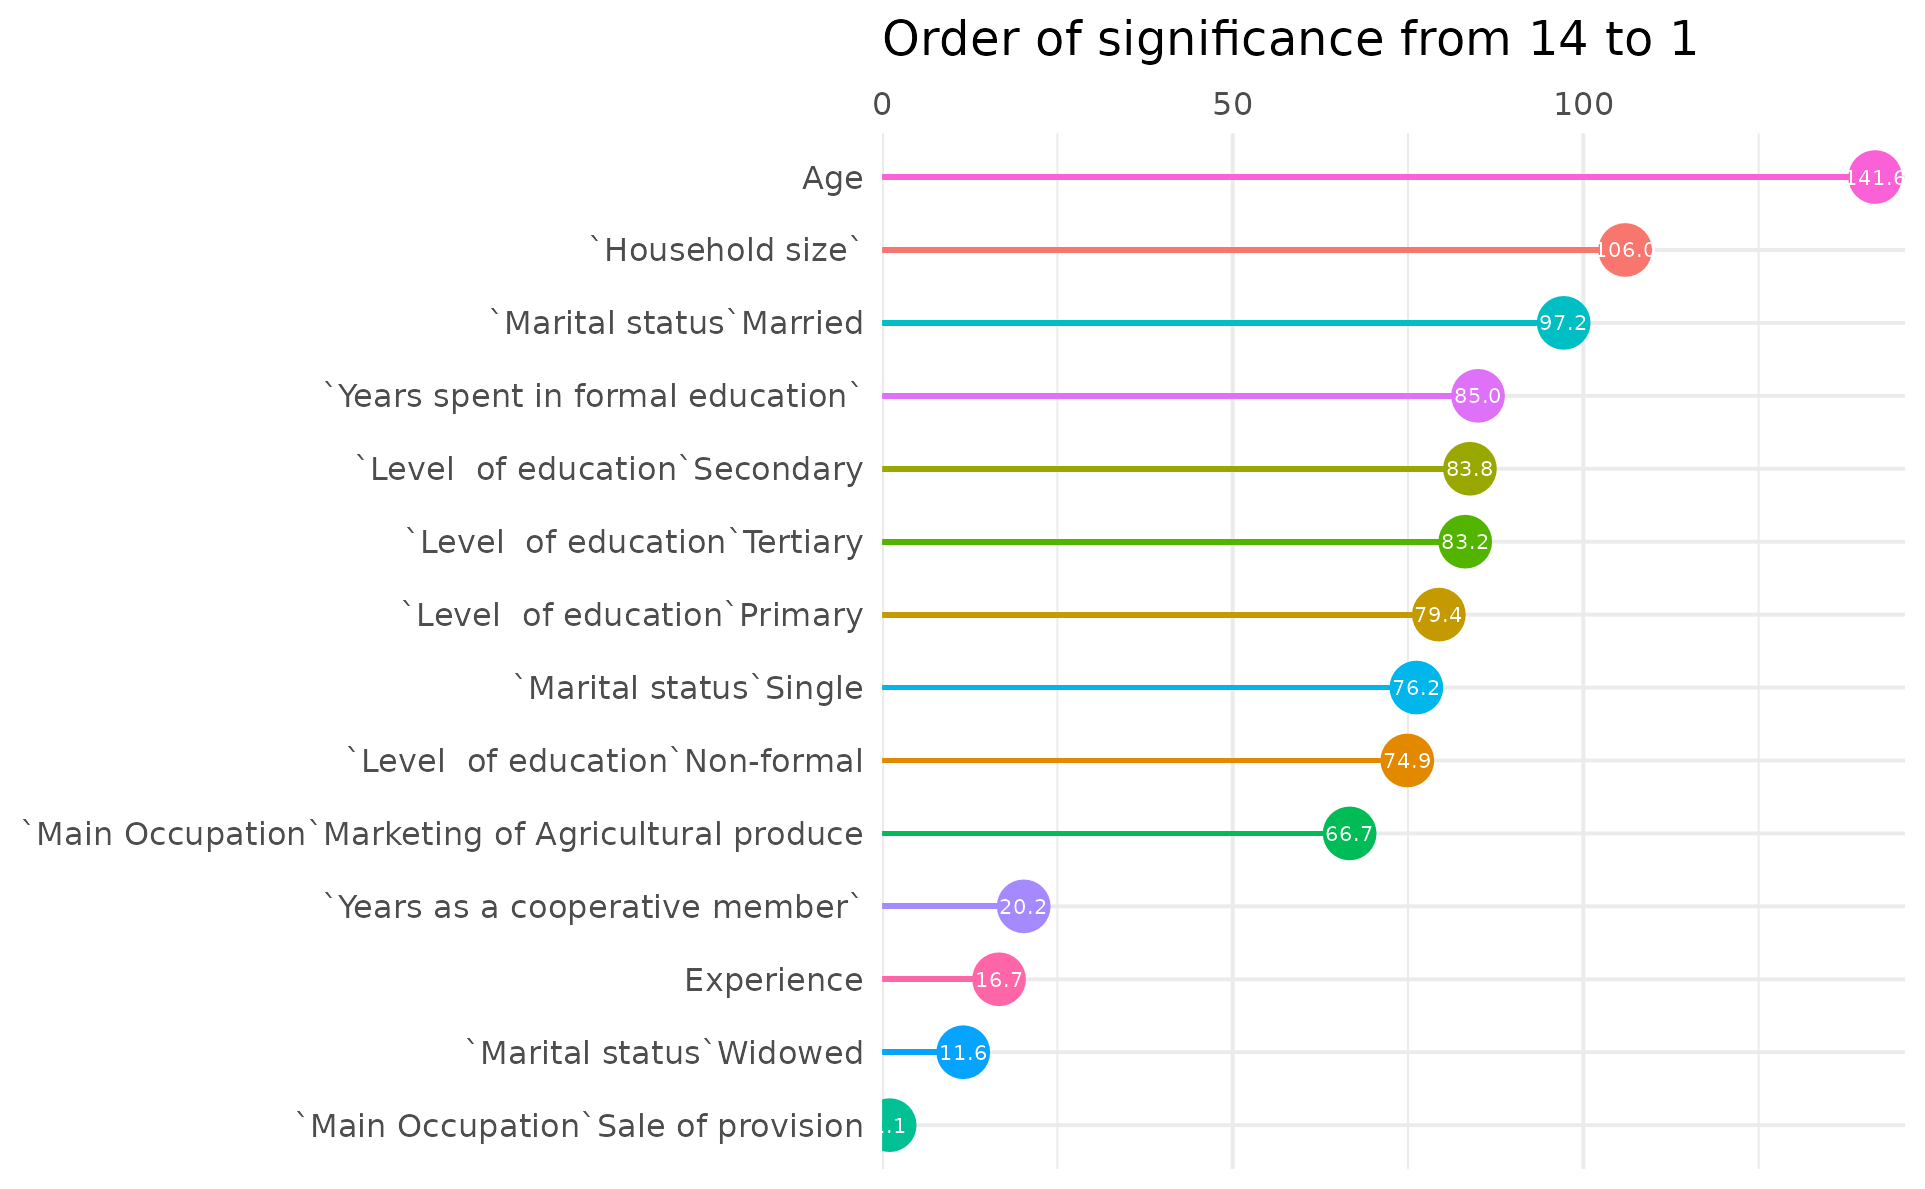 Order of significance from 14 to 1
0 50 100
Age 141.6
`Household size` 106.0
`Marital status`Married 97.2
`Years spent in formal education` 85.0
`Level  of education`Secondary 83.8
`Level  of education`Tertiary 83.2
`Level  of education`Primary 79.4
`Marital status`Single 76.2
`Level  of education`Non-formal 74.9
`Main Occupation`Marketing of Agricultural produce 66.7
`Years as a cooperative member` 20.2
Experience 16.7
`Marital status`Widowed 11.6
`Main Occupation`Sale of provision